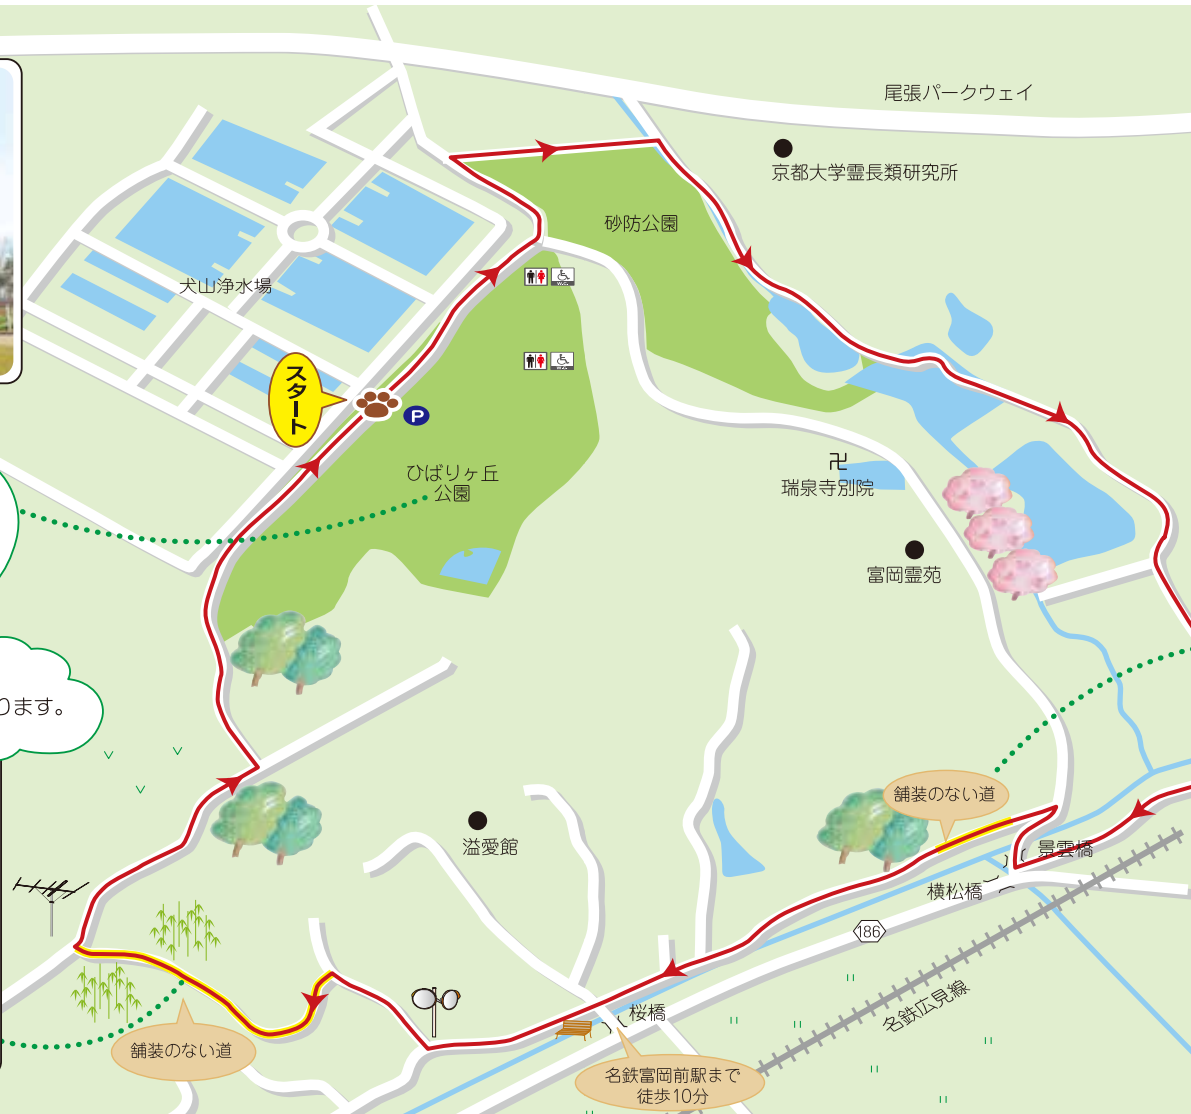 尾張パークウェイ
京都大学霊長類研究所
砂防公園
犬山浄水場
スタート
P
ひばりヶ丘
公園
瑞泉寺別院
富岡霊苑
ります。
舗装のない道
溢愛館
景雲橋
横松橋
186
名鉄広見線
桜橋
舗装のない道
名鉄富岡前駅まで
徒歩10分